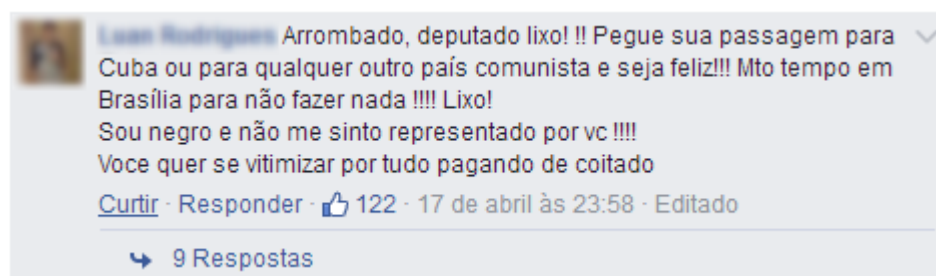 Arrombado, deputado lixo! !! Pegue sua passagem para
Cuba ou para qualquer outro país comunista e seja feliz!!! Mto tempo em
Brasília para não fazer nada !!!! Lixo!
Sou negro e não me sinto representado por vc !!!!
Voce quer se vitimizar por tudo pagando de coitado
Curtir · Responder · 122 · 17 de abril às 23:58 · Editado
9 Respostas